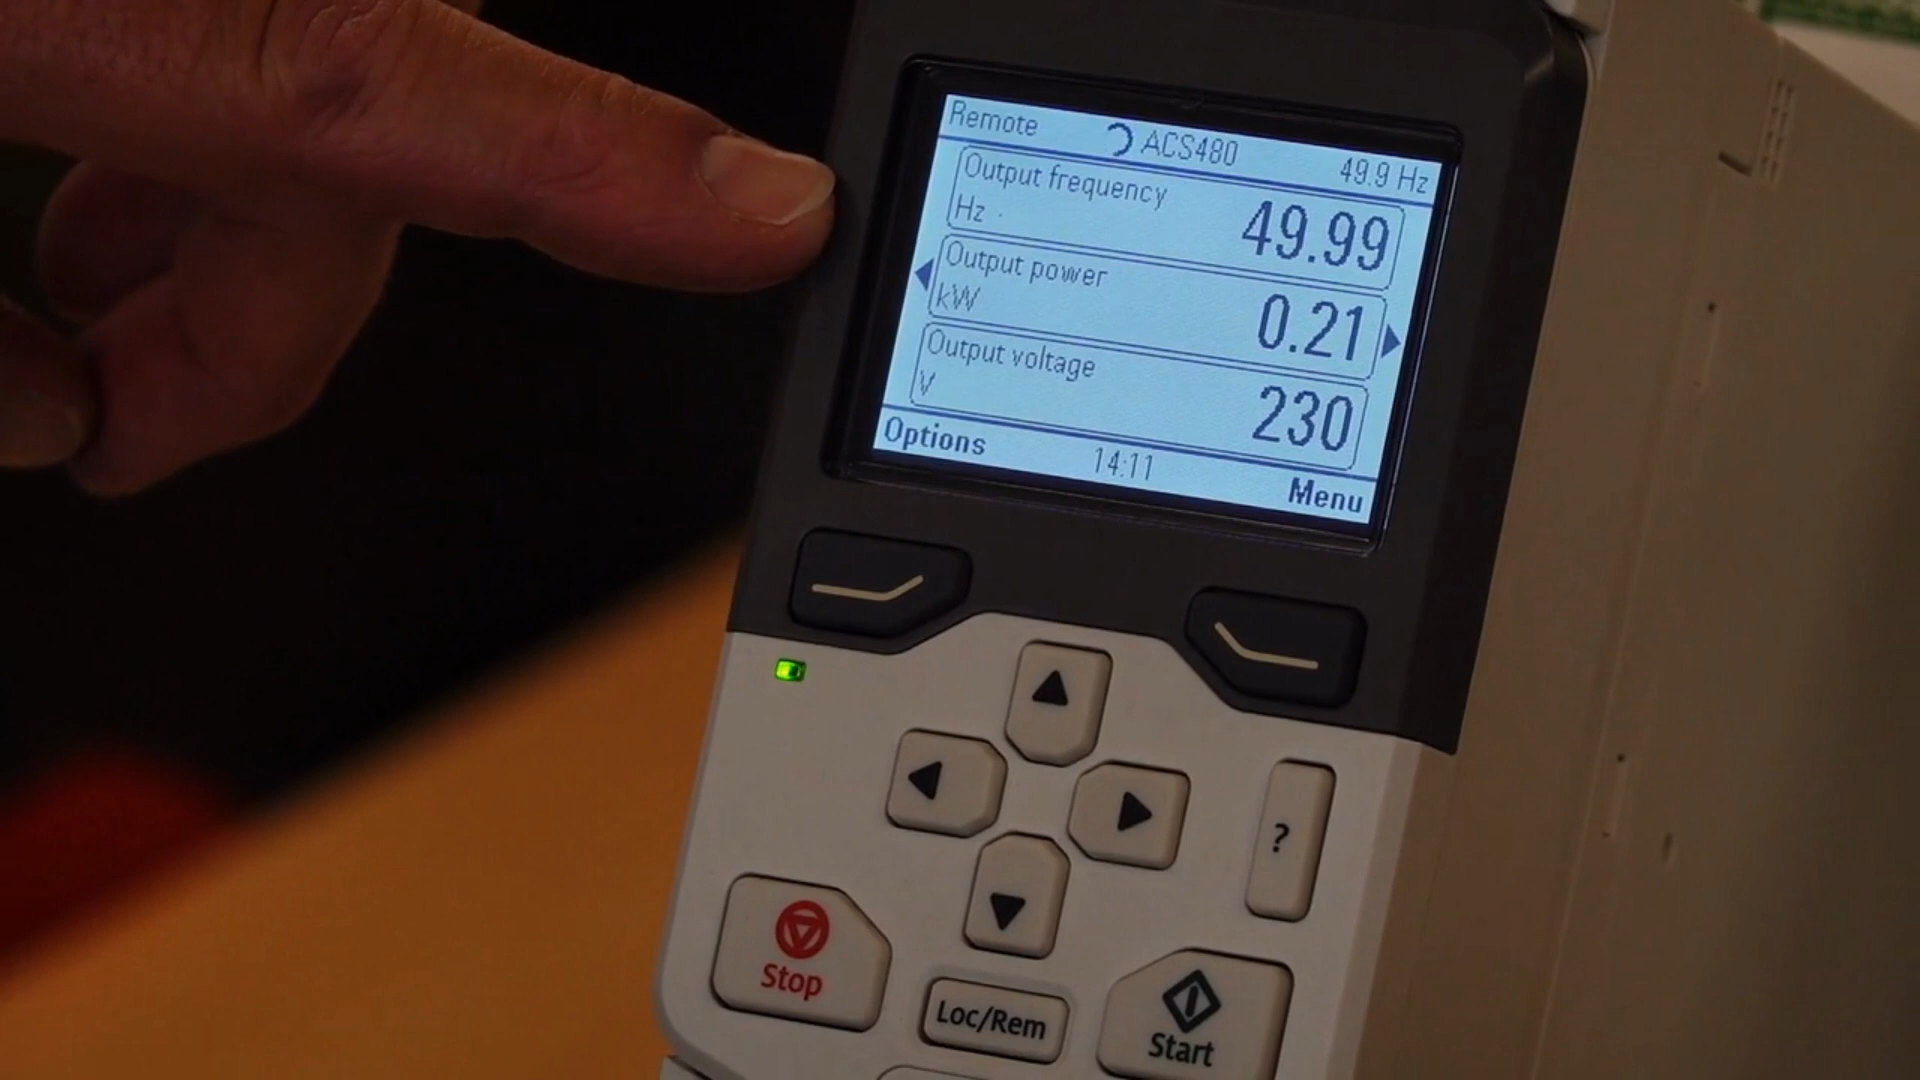 Remote ACS480 49.9 Hz
Output frequency
Hz 49.99
Output power
kW 0.21
Output voltage
V 230
Options 14:11 Menu
?
Stop
Loc/Rem
Start